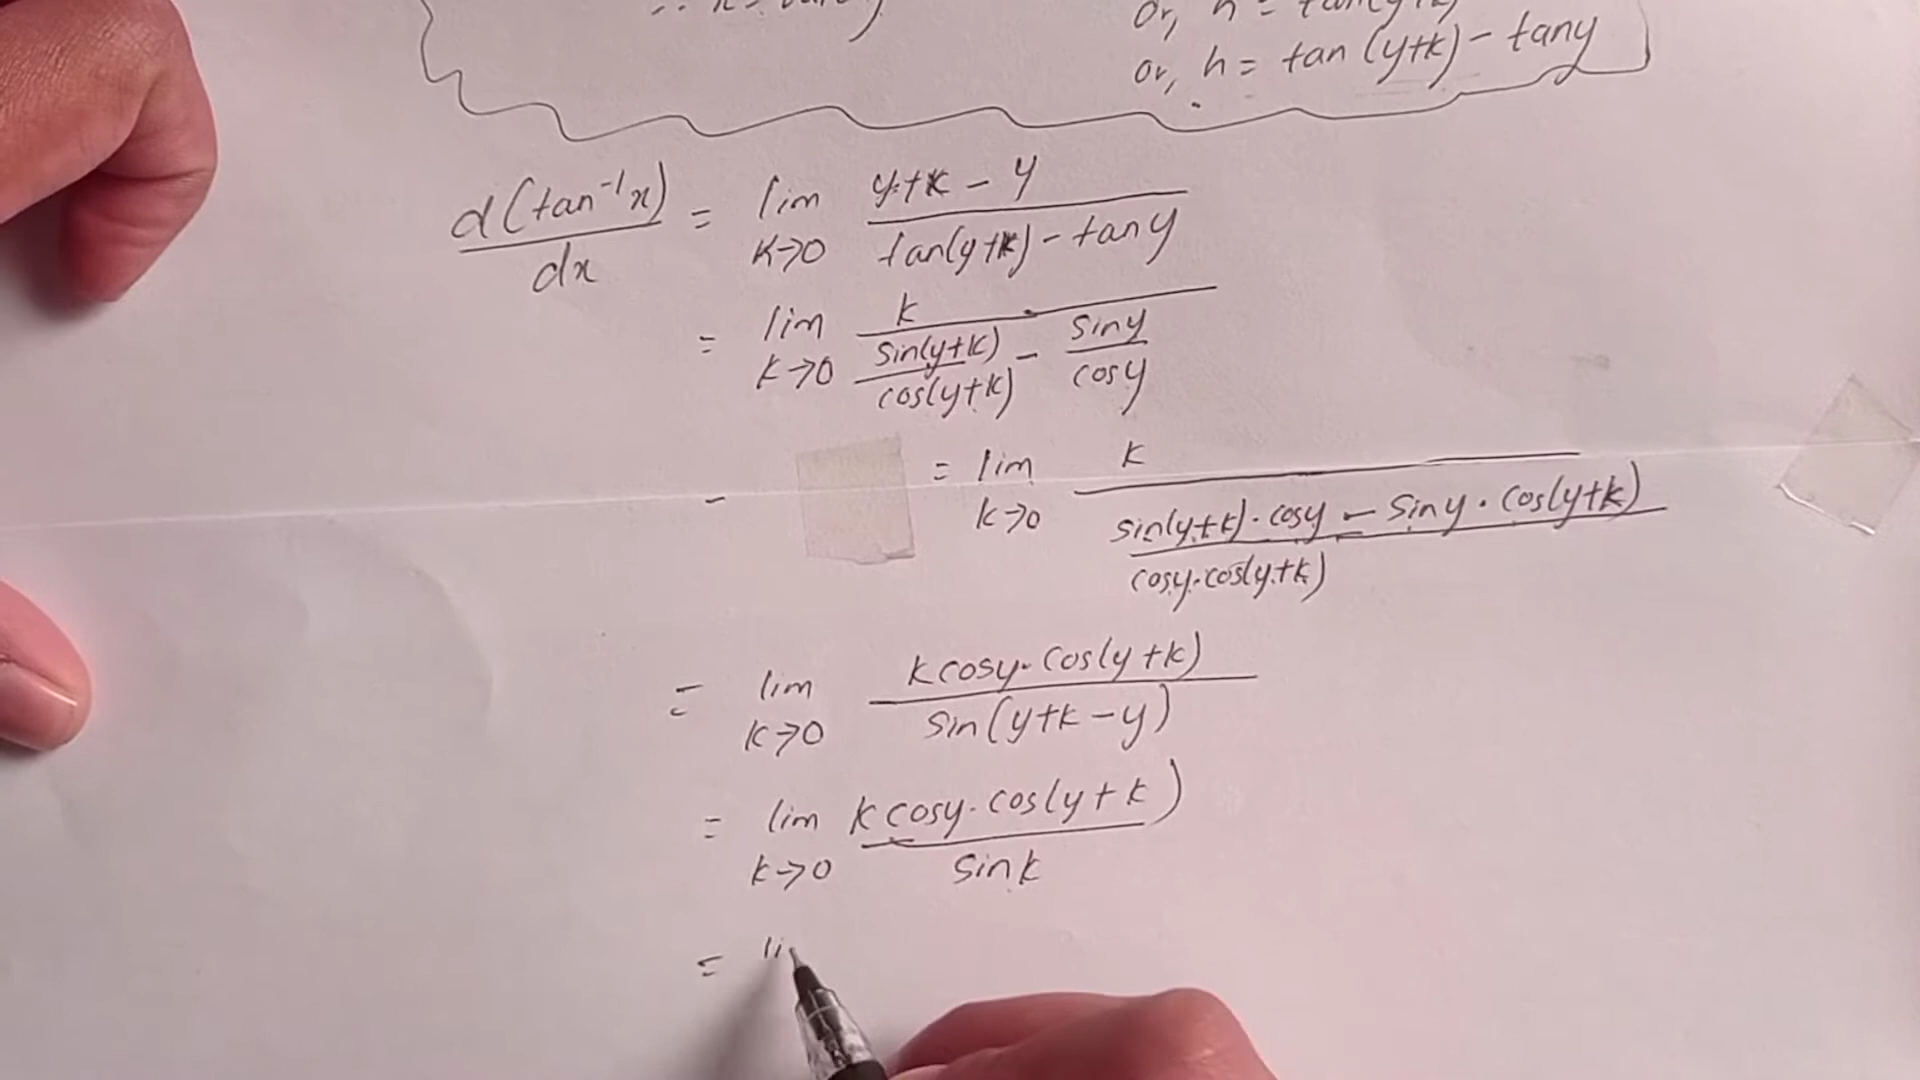 or, h = tan (y+k) - tany
d(tan⁻¹x)/dx = lim k→0 (y+k - y)/(tan(y+k) - tany)
= lim k→0 k/(sin(y+k)/cos(y+k) - siny/cosy)
= lim k→0 k/((sin(y+k)·cosy - siny·cos(y+k))/(cosy·cos(y+k)))
= lim k→0 (k cosy·cos(y+k))/(sin(y+k-y))
= lim k→0 (k cosy·cos(y+k))/(sink)
= li